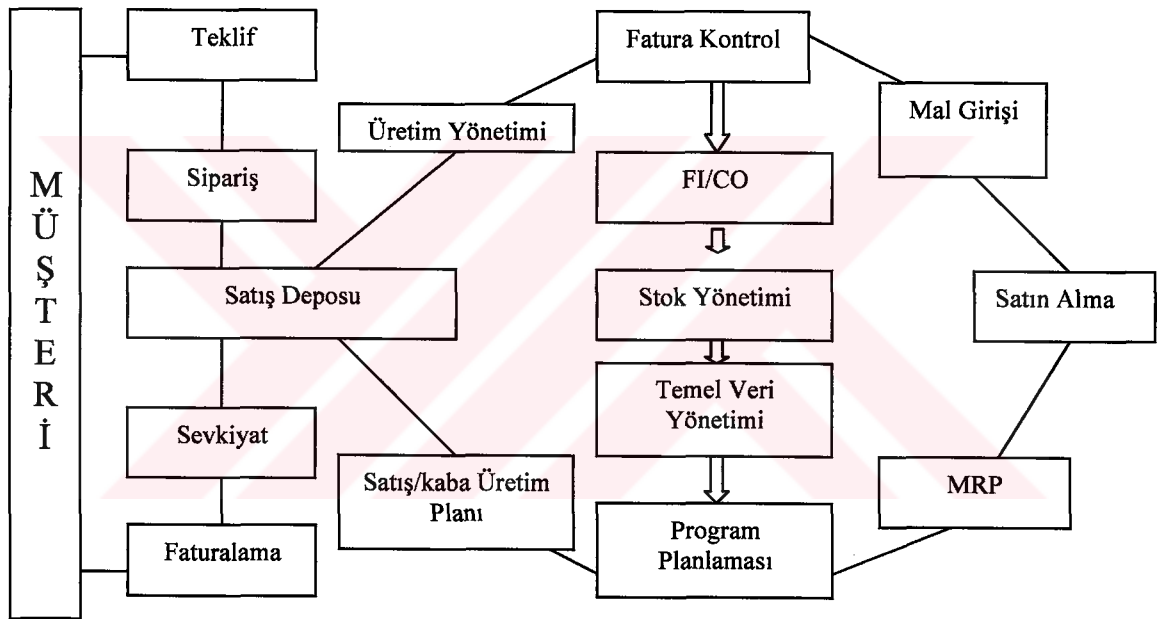 MÜŞTERİ
Teklif
Sipariş
Satış Deposu
Sevkiyat
Faturalama
Üretim Yönetimi
Satış/kaba Üretim
Planı
Fatura Kontrol
FI/CO
Stok Yönetimi
Temel Veri
Yönetimi
Program
Planlaması
Mal Girişi
Satın Alma
MRP